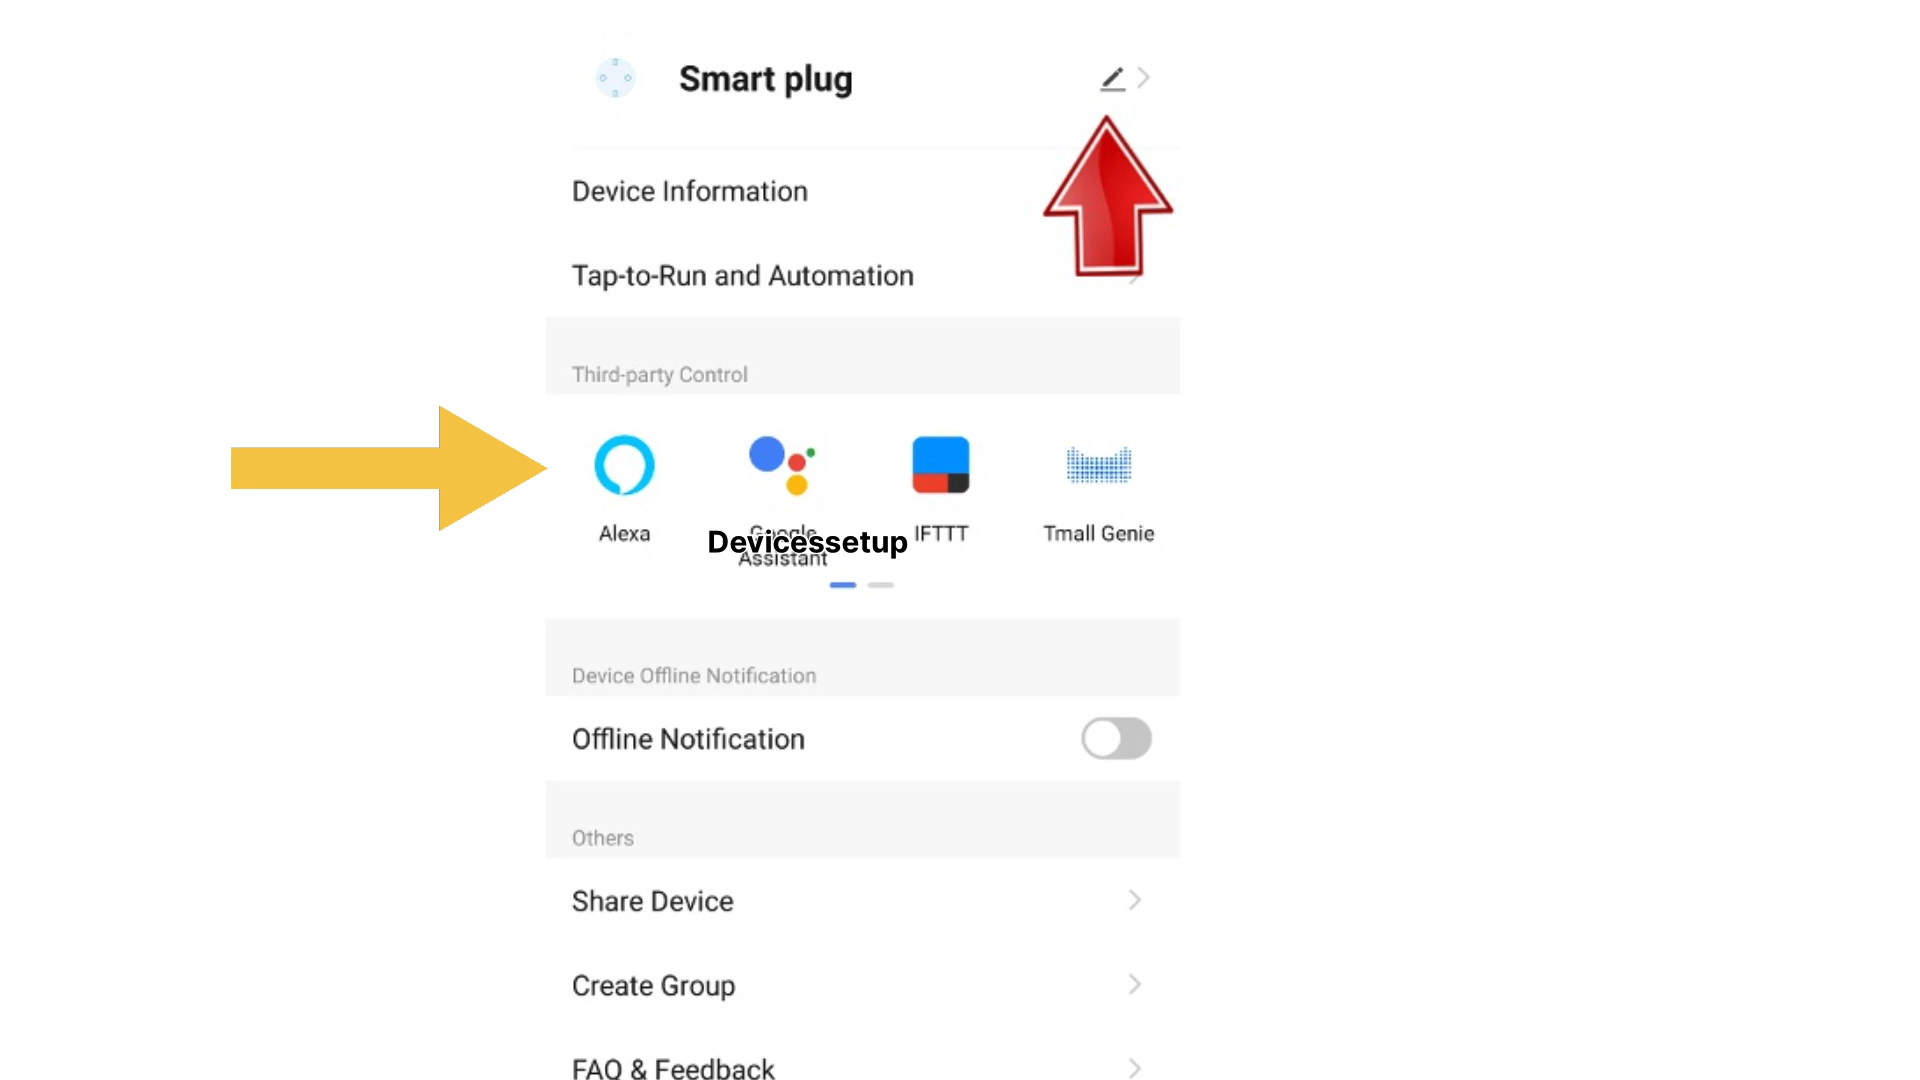 Smart plug
Device Information
Tap-to-Run and Automation
Third-party Control
Alexa
Google
Assistant
IFTTT
Tmall Genie
Devicessetup
Device Offline Notification
Offline Notification
Others
Share Device
Create Group
FAQ & Feedback